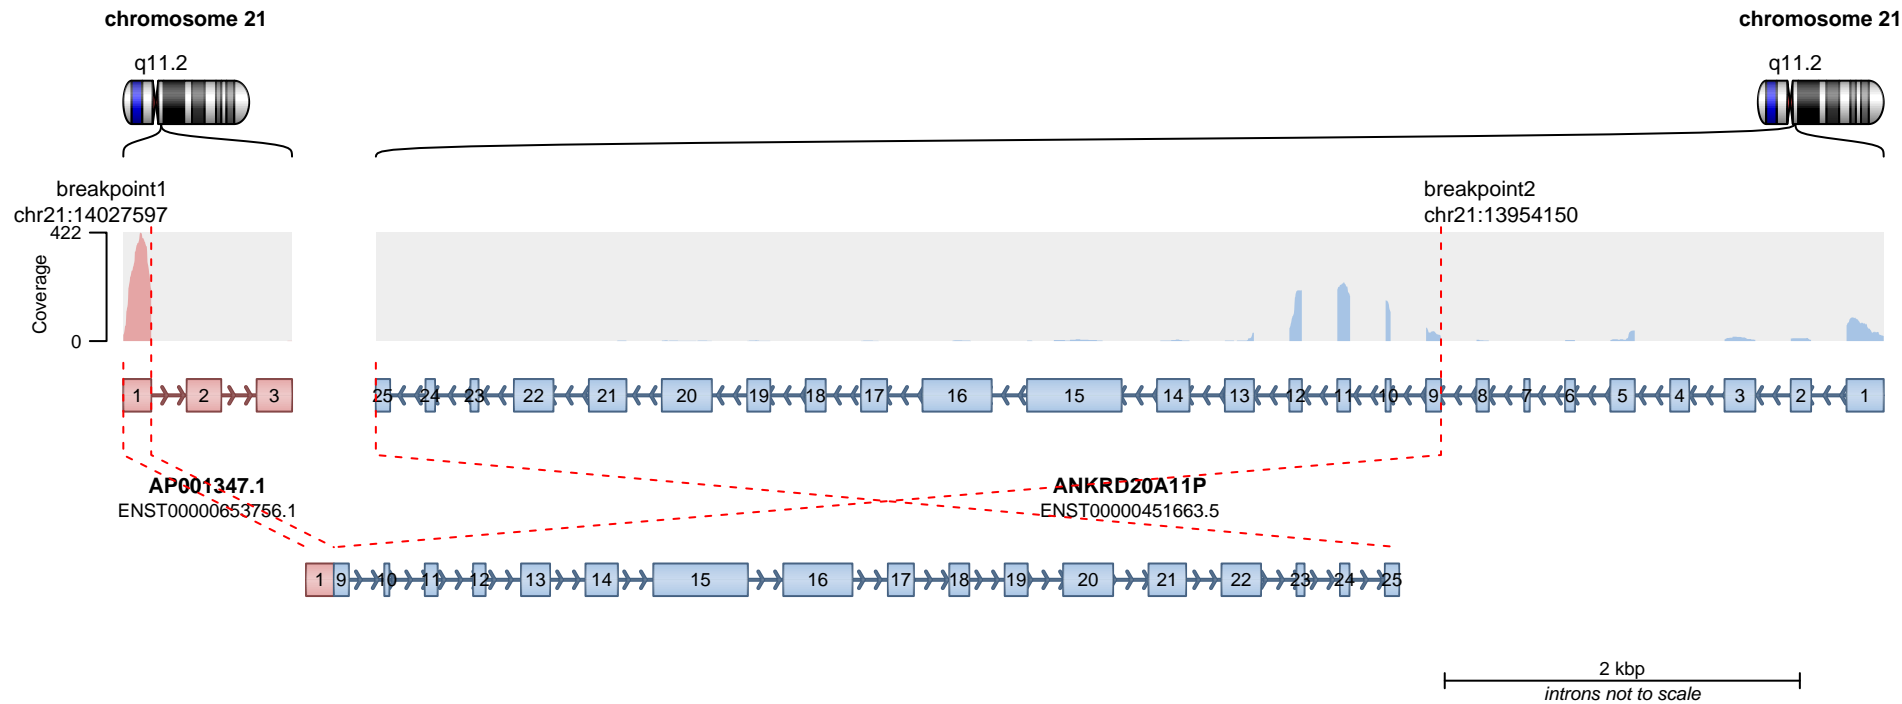 chromosome 21
chromosome 21
q11.2
q11.2
breakpoint1
chr21:14027597
breakpoint2
chr21:13954150
422
Coverage
0
1 2 3
25 24 23 22 21 20 19 18 17 16 15 14 13 12 11 10 9 8 7 6 5 4 3 2 1
AP001347.1
ENST00000653756.1
ANKRD20A11P
ENST00000451663.5
1 9 10 11 12 13 14 15 16 17 18 19 20 21 22 23 24 25
2 kbp
introns not to scale